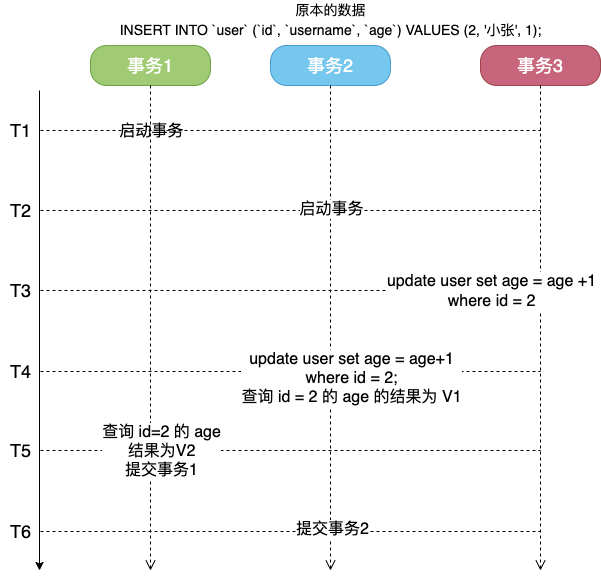 原本的数据
INSERT INTO `user` (`id`, `username`, `age`) VALUES (2, '小张', 1);
事务1
事务2
事务3
T1
启动事务
T2
启动事务
T3
update user set age = age +1
where id = 2
T4
update user set age = age+1
where id = 2;
查询 id = 2 的 age 的结果为 V1
T5
查询 id=2 的 age
结果为V2
提交事务1
T6
提交事务2